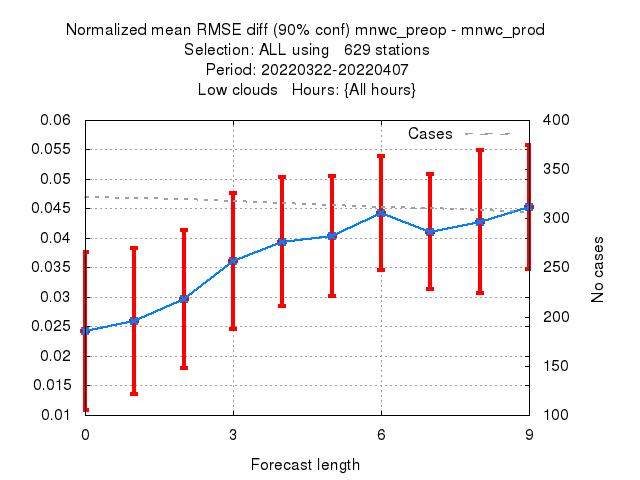 Normalized mean RMSE diff (90% conf) mnwc_preop - mnwc_prod
Selection: ALL using   629 stations
Period: 20220322-20220407
Low clouds   Hours: {All hours}
Cases
0.06
0.055
0.05
0.045
0.04
0.035
0.03
0.025
0.02
0.015
0.01
400
350
300
250
200
150
100
No cases
0 3 6 9
Forecast length